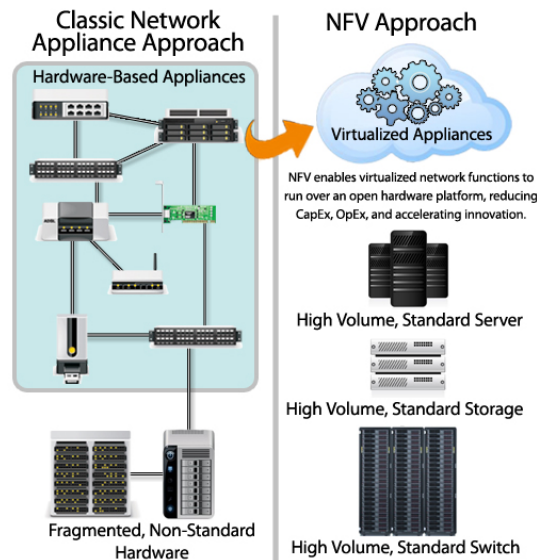 Classic Network
Appliance Approach
Hardware-Based Appliances
Fragmented, Non-Standard
Hardware
NFV Approach
Virtualized Appliances
NFV enables virtualized network functions to
run over an open hardware platform, reducing
CapEx, OpEx, and accelerating innovation.
High Volume, Standard Server
High Volume, Standard Storage
High Volume, Standard Switch